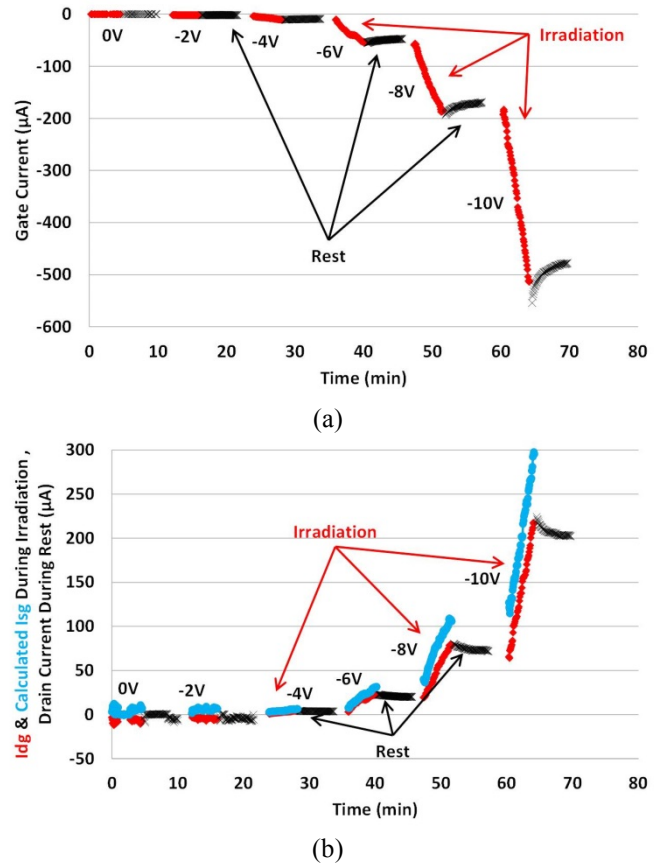 0
-100
-200
-300
-400
-500
-600
0 10 20 30 40 50 60 70 80
0V
-2V
-4V
-6V
-8V
-10V
Irradiation
Rest
Gate Current (µA)
Time (min)
(a)
300
250
200
150
100
50
0
-50
0 10 20 30 40 50 60 70 80
0V
-2V
-4V
-6V
-8V
-10V
Irradiation
Rest
Idg & Calculated Isg During Irradiation ,
Drain Current During Rest (µA)
Time (min)
(b)